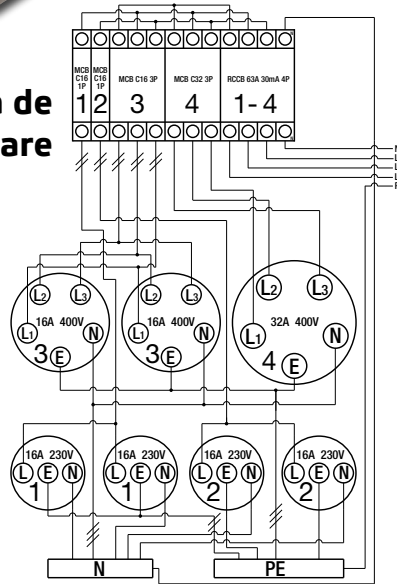 de
are
MCB C16 1P
1
MCB C16 1P
2
MCB C16 3P
3
MCB C32 3P
4
RCCB 63A 30mA 4P
1- 4
L
L
L
L2 L3
L1 16A 400V N
3 E
L2 L3
L1 16A 400V N
3 E
L2 L3
32A 400V
L1 N
4 E
16A 230V
L E N
1
16A 230V
L E N
1
16A 230V
L E N
2
16A 230V
L E N
2
N
PE